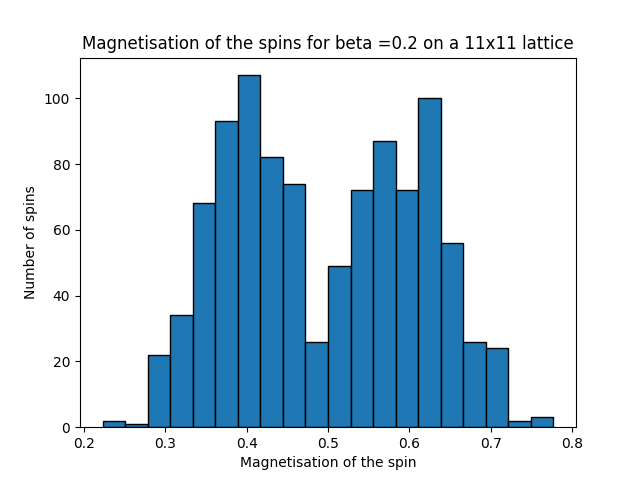 Magnetisation of the spins for beta =0.2 on a 11x11 lattice
100
80
60
40
20
0
Number of spins
0.2 0.3 0.4 0.5 0.6 0.7 0.8
Magnetisation of the spin